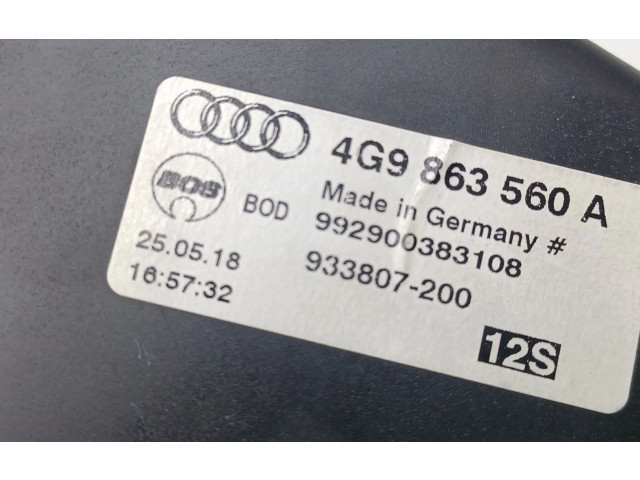 4G9 863 560 A
BOS BOD Made in Germany #
992900383108
25.05.18 933807-200
16:57:32
12S